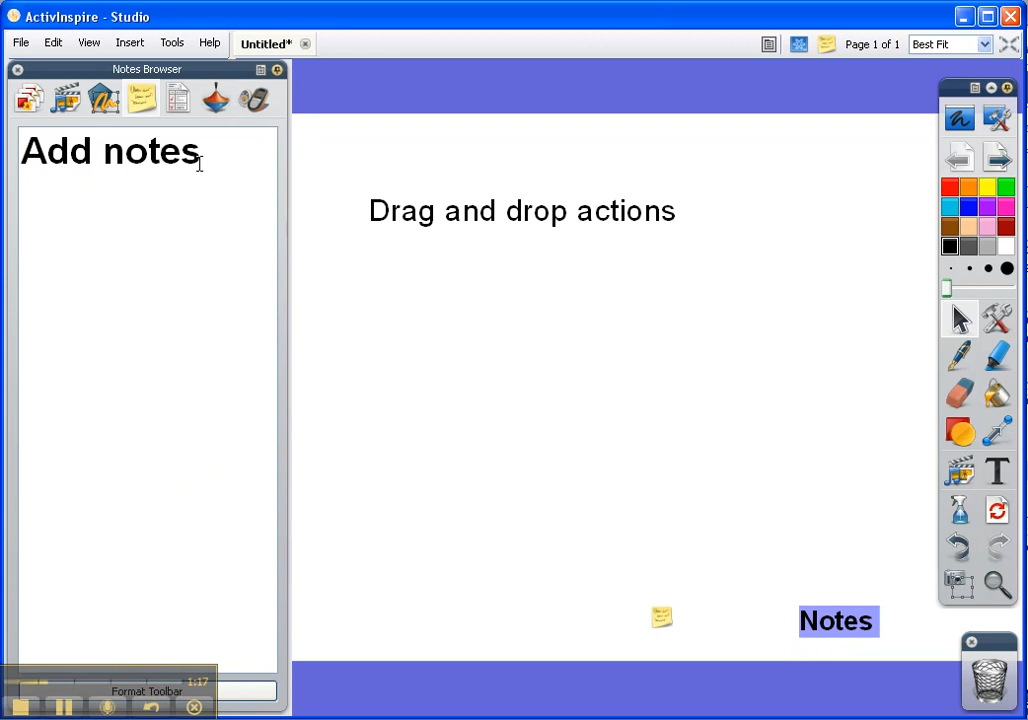 ActivInspire - Studio
File Edit View Insert Tools Help Untitled* Page 1 of 1 Best Fit
Notes Browser
Add notes
Drag and drop actions
Notes
1:17
Format Toolbar